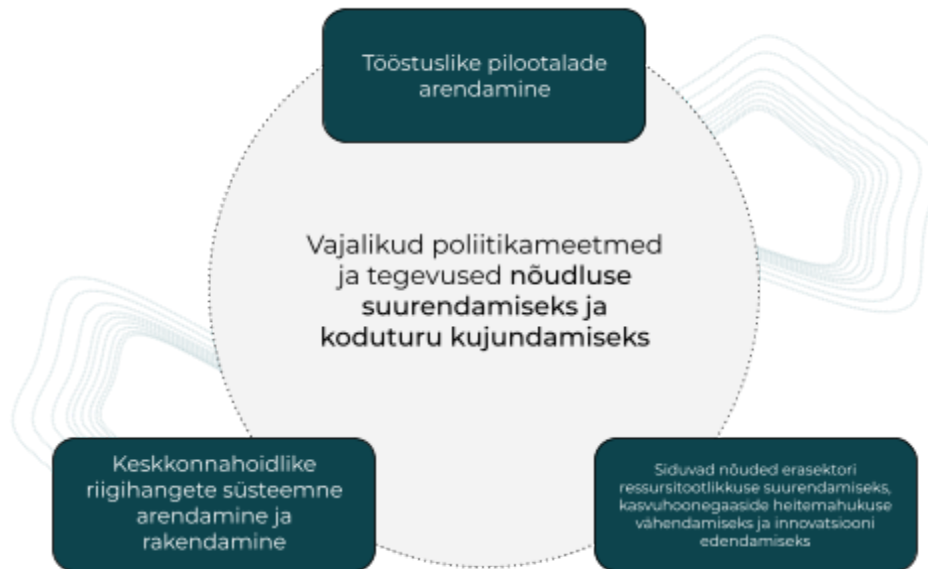 Tööstuslike pilootalade
arendamine
Vajalikud poliitikameetmed
ja tegevused nõudluse
suurendamiseks ja
koduturu kujundamiseks
Keskkonnahoidlike
riigihangete süsteemne
arendamine ja
rakendamine
Siduvad nõuded erasektori
ressursitootlikkuse suurendamiseks,
kasvuhoonegaaside heitemahukuse
vähendamiseks ja innovatsiooni
edendamiseks